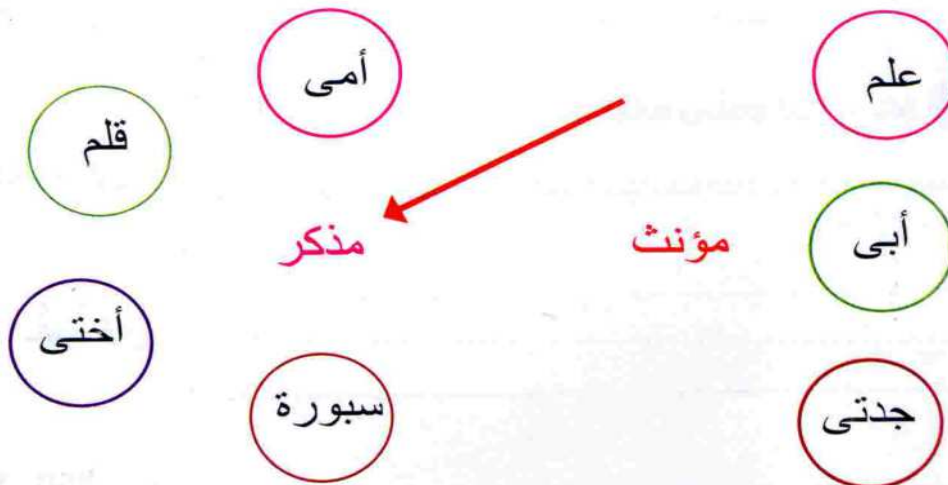 علم
أمى
قلم
أبى
مؤنث
مذكر
أختى
جدتى
سبورة